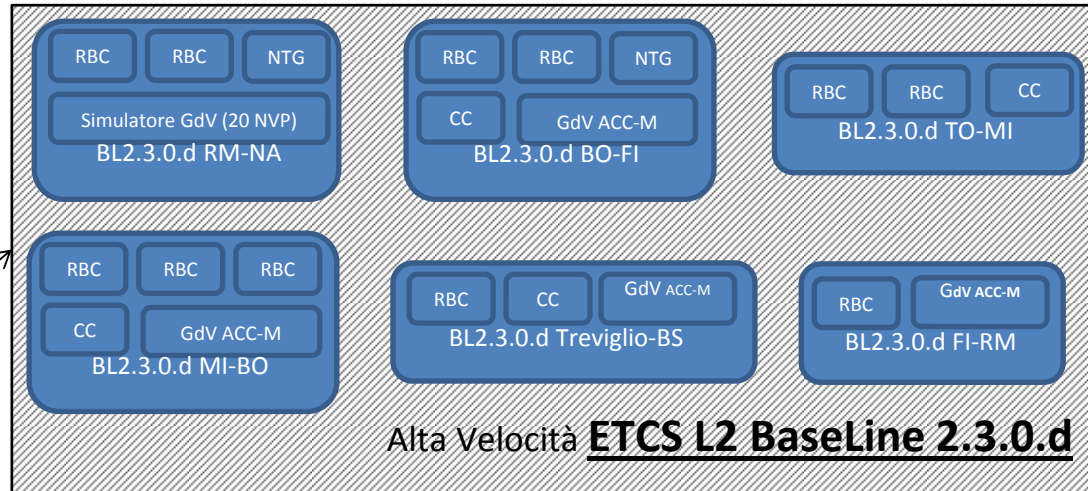 RBC RBC NTG
Simulatore GdV (20 NVP)
BL2.3.0.d RM-NA
RBC RBC NTG
CC GdV ACC-M
BL2.3.0.d BO-FI
RBC RBC CC
BL2.3.0.d TO-MI
RBC RBC RBC
CC GdV ACC-M
BL2.3.0.d MI-BO
RBC CC GdV ACC-M
BL2.3.0.d Treviglio-BS
RBC GdV ACC-M
BL2.3.0.d FI-RM
Alta Velocità ETCS L2 BaseLine 2.3.0.d